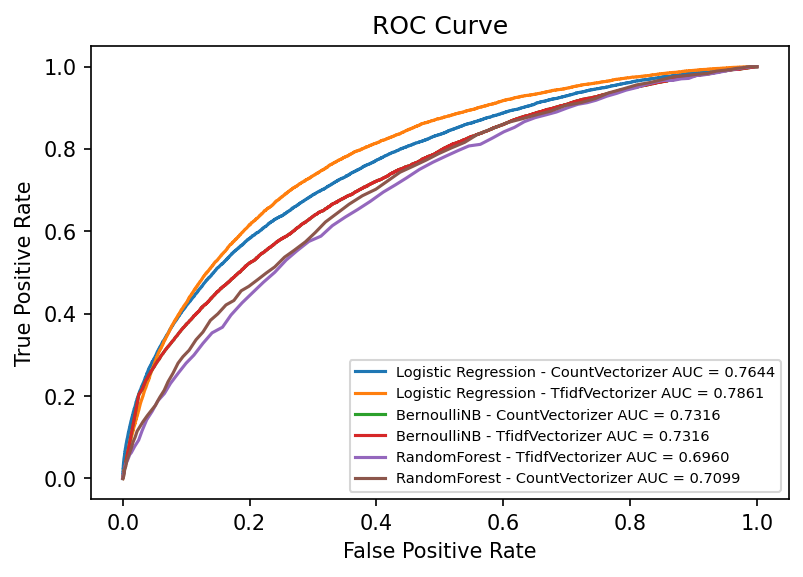 ROC Curve
True Positive Rate
1.0
0.8
0.6
0.4
0.2
0.0
Logistic Regression - CountVectorizer AUC = 0.7644
Logistic Regression - TfidfVectorizer AUC = 0.7861
BernoulliNB - CountVectorizer AUC = 0.7316
BernoulliNB - TfidfVectorizer AUC = 0.7316
RandomForest - TfidfVectorizer AUC = 0.6960
RandomForest - CountVectorizer AUC = 0.7099
0.0 0.2 0.4 0.6 0.8 1.0
False Positive Rate